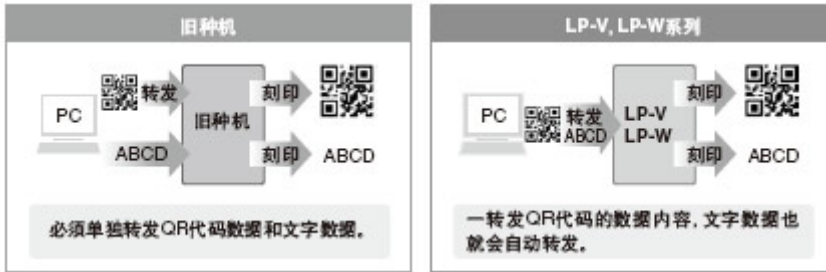 旧种机
PC
转发
ABCD
旧种机
刻印
刻印
ABCD
必须单独转发QR代码数据和文字数据。
LP-V, LP-W系列
PC
转发
ABCD
LP-V
LP-W
刻印
刻印
ABCD
一转发QR代码的数据内容, 文字数据也
就会自动转发。